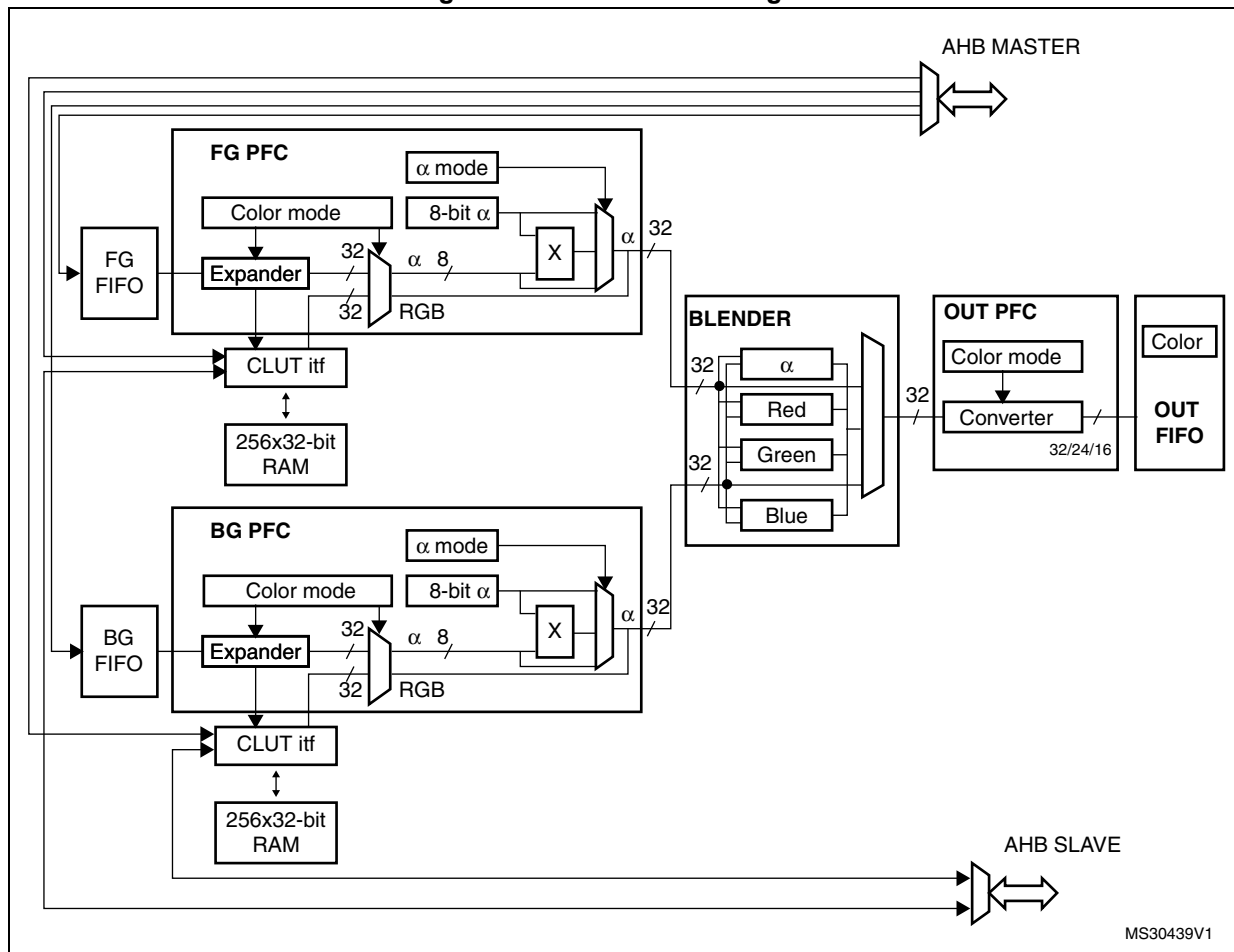 AHB MASTER
FG PFC
α mode
Color mode
8-bit α
FG
FIFO
Expander
32
32
α
8
X
RGB
α
32
CLUT itf
256x32-bit
RAM
BLENDER
32
α
Red
Green
32
Blue
32
OUT PFC
Color mode
Converter
32/24/16
Color
OUT
FIFO
BG PFC
α mode
Color mode
8-bit α
BG
FIFO
Expander
32
32
α
8
X
RGB
α
32
CLUT itf
256x32-bit
RAM
AHB SLAVE
MS30439V1